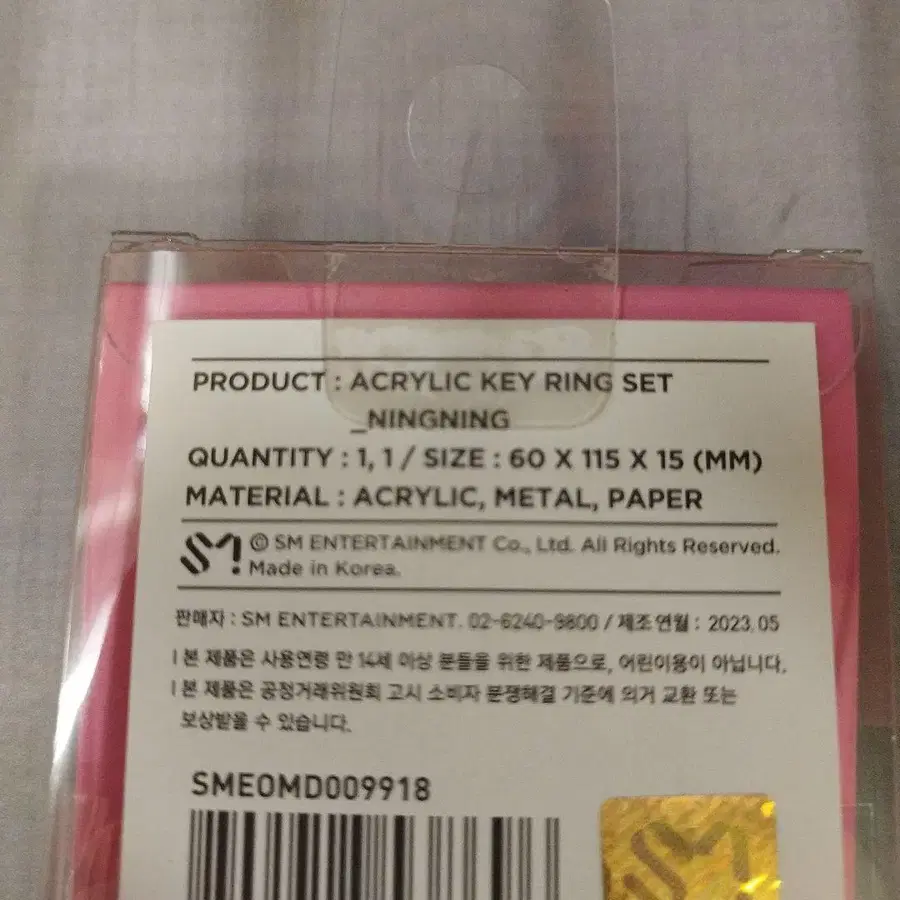 PRODUCT : ACRYLIC KEY RING SET
_NINGNING
QUANTITY : 1, 1 / SIZE : 60 X 115 X 15 (MM)
MATERIAL : ACRYLIC, METAL, PAPER
SM © SM ENTERTAINMENT Co., Ltd. All Rights Reserved.
Made in Korea.
판매자 : SM ENTERTAINMENT. 02-6240-9800 / 제조연월 : 2023.05
| 본 제품은 사용연령 만 14세 이상 분들을 위한 제품으로, 어린이용이 아닙니다.
| 본 제품은 공정거래위원회 고시 소비자 분쟁해결 기준에 의거 교환 또는
보상받을 수 있습니다.
SMEOMD009918
SM